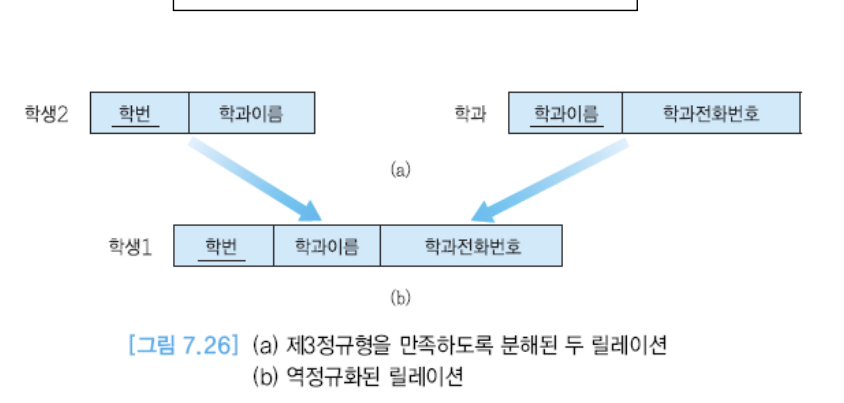 학생2 학번 학과이름 학과 학과이름 학과전화번호
(a)
학생1 학번 학과이름 학과전화번호
(b)
[그림 7.26] (a) 제3정규형을 만족하도록 분해된 두 릴레이션
(b) 역정규화된 릴레이션